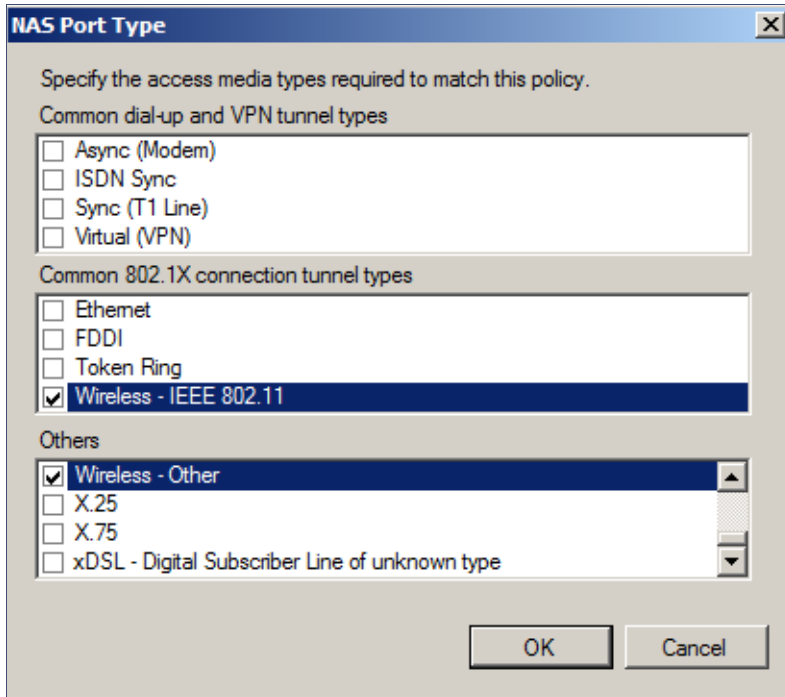 NAS Port Type
Specify the access media types required to match this policy.
Common dial-up and VPN tunnel types
Async (Modem)
ISDN Sync
Sync (T1 Line)
Virtual (VPN)
Common 802.1X connection tunnel types
Ethernet
FDDI
Token Ring
Wireless - IEEE 802.11
Others
Wireless - Other
X.25
X.75
xDSL - Digital Subscriber Line of unknown type
OK Cancel